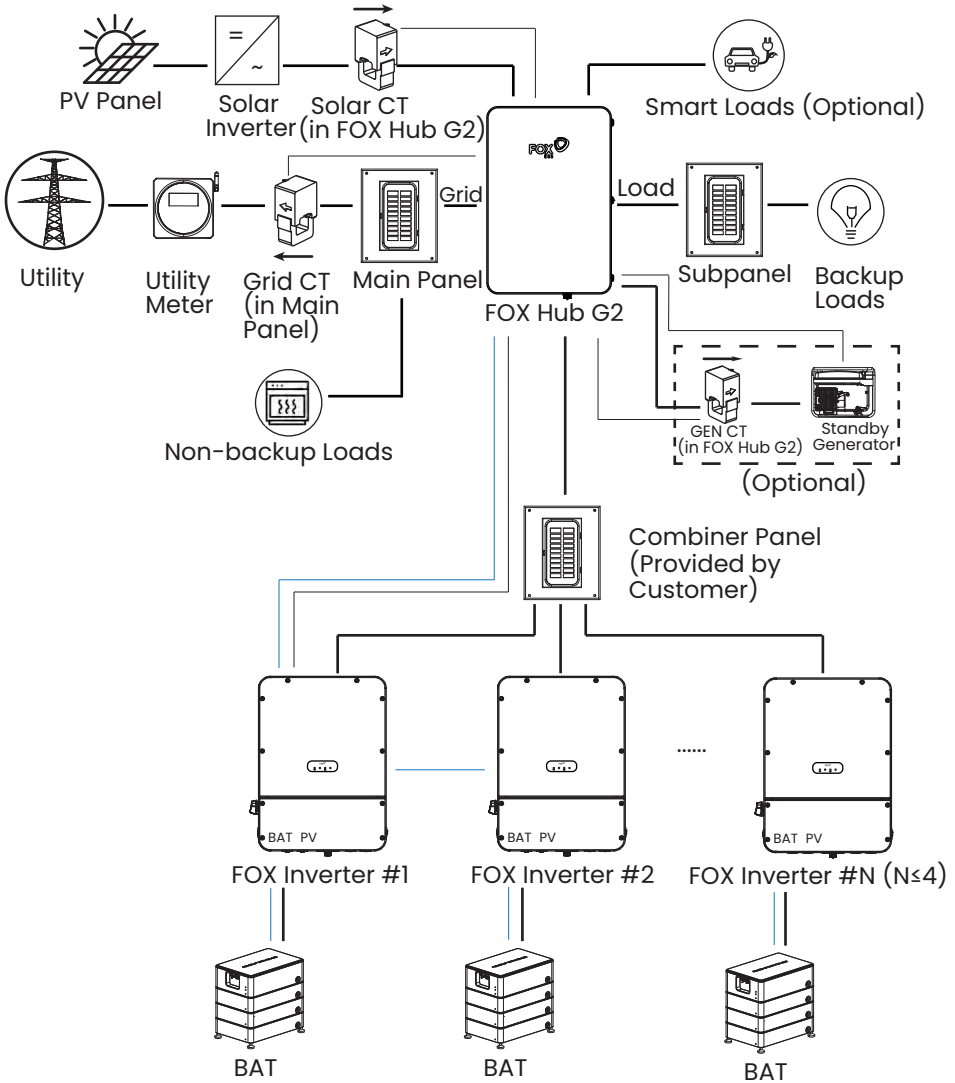 PV Panel
Solar
Inverter
Solar CT
(in FOX Hub G2)
Smart Loads (Optional)
FOX
ESS
Grid
Load
Utility
Utility
Meter
Grid CT
(in Main
Panel)
Main Panel
FOX Hub G2
Subpanel
Backup
Loads
Non-backup Loads
GEN CT
(in FOX Hub G2)
Standby
Generator
(Optional)
Combiner Panel
(Provided by
Customer)
......
BAT PV
BAT PV
BAT PV
FOX Inverter #1
FOX Inverter #2
FOX Inverter #N (N≤4)
BAT
BAT
BAT